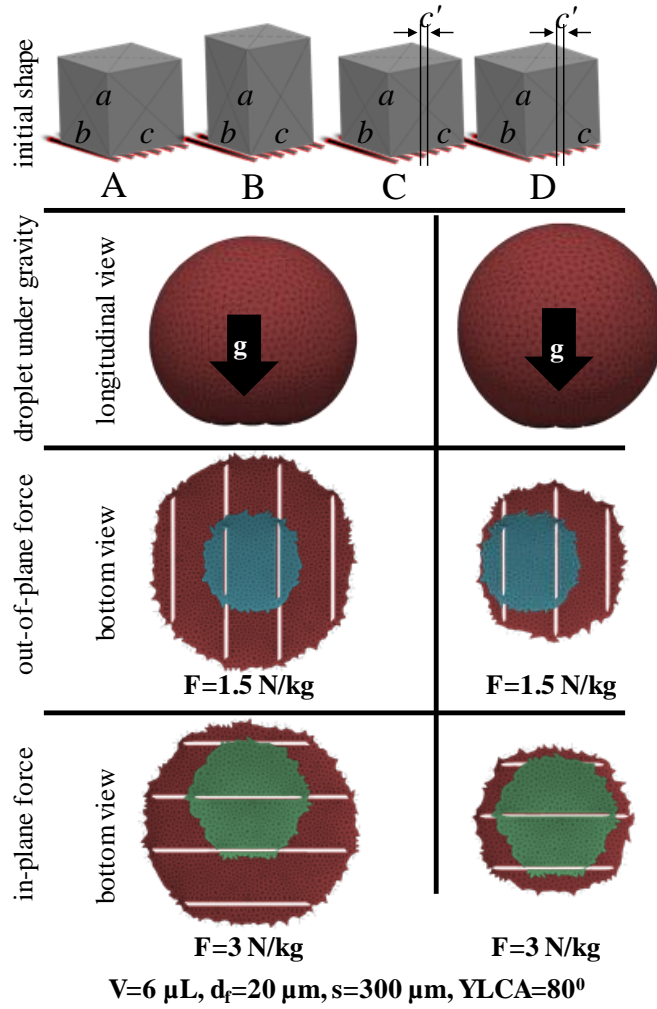 initial shape
c′
c′
a
b
c
a
b
c
a
b
c
a
b
c
A
B
C
D
droplet under gravity
longitudinal view
g
g
out-of-plane force
bottom view
F=1.5 N/kg
F=1.5 N/kg
in-plane force
bottom view
F=3 N/kg
F=3 N/kg
V=6 µL, d_f=20 µm, s=300 µm, YLCA=80⁰